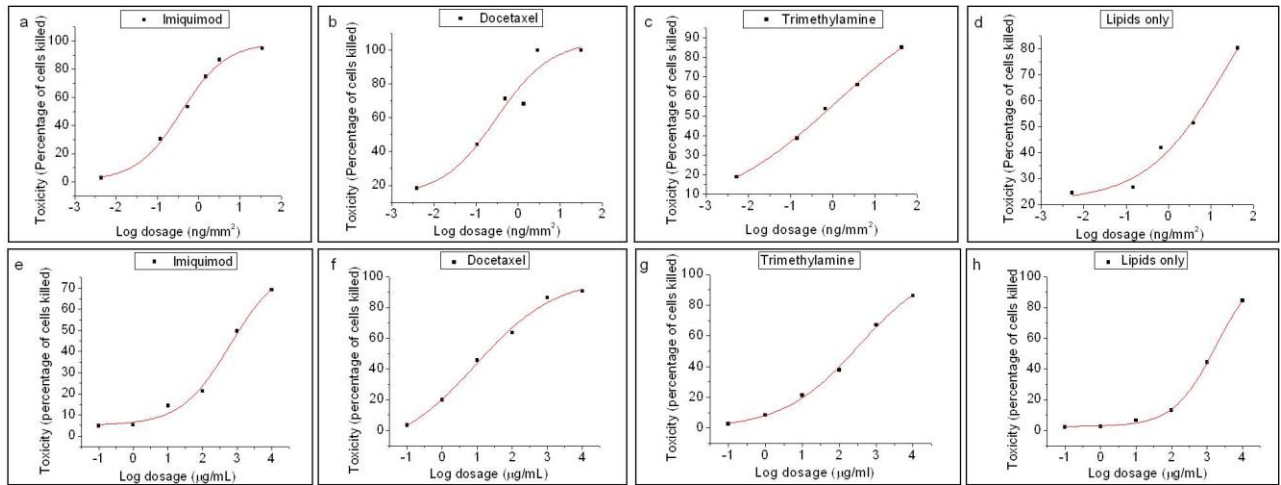 a
Imiquimod
Toxicity (Percentage of cells killed)
100
80
60
40
20
0
-3 -2 -1 0 1 2
Log dosage (ng/mm²)
b
Docetaxel
Toxicity (Percentage of cells killed)
100
80
60
40
20
-3 -2 -1 0 1 2
Log dosage (ng/mm²)
c
Trimethylamine
Toxicity (Percentage of cells killed)
90
85
80
70
60
50
40
30
20
10
-3 -2 -1 0 1 2
Log dosage (ng/mm²)
d
Lipids only
Toxicity (Percentage of cells killed)
80
70
60
50
40
30
20
-3 -2 -1 0 1 2
Log dosage (ng/mm²)
e
Imiquimod
Toxicity (percentage of cells killed)
70
60
50
40
30
20
10
0
-1 0 1 2 3 4
Log dosage (µg/mL)
f
Docetaxel
Toxicity (percentage of cells killed)
100
80
60
40
20
0
-1 0 1 2 3 4
Log dosage (µg/mL)
g
Trimethylamine
Toxicity (percentage of cells killed)
100
80
60
40
20
0
-1 0 1 2 3 4
Log dosage (µg/ml)
h
Lipids only
Toxicity (percentage of cells killed)
100
80
60
40
20
0
-1 0 1 2 3 4
Log dosage (µg/mL)